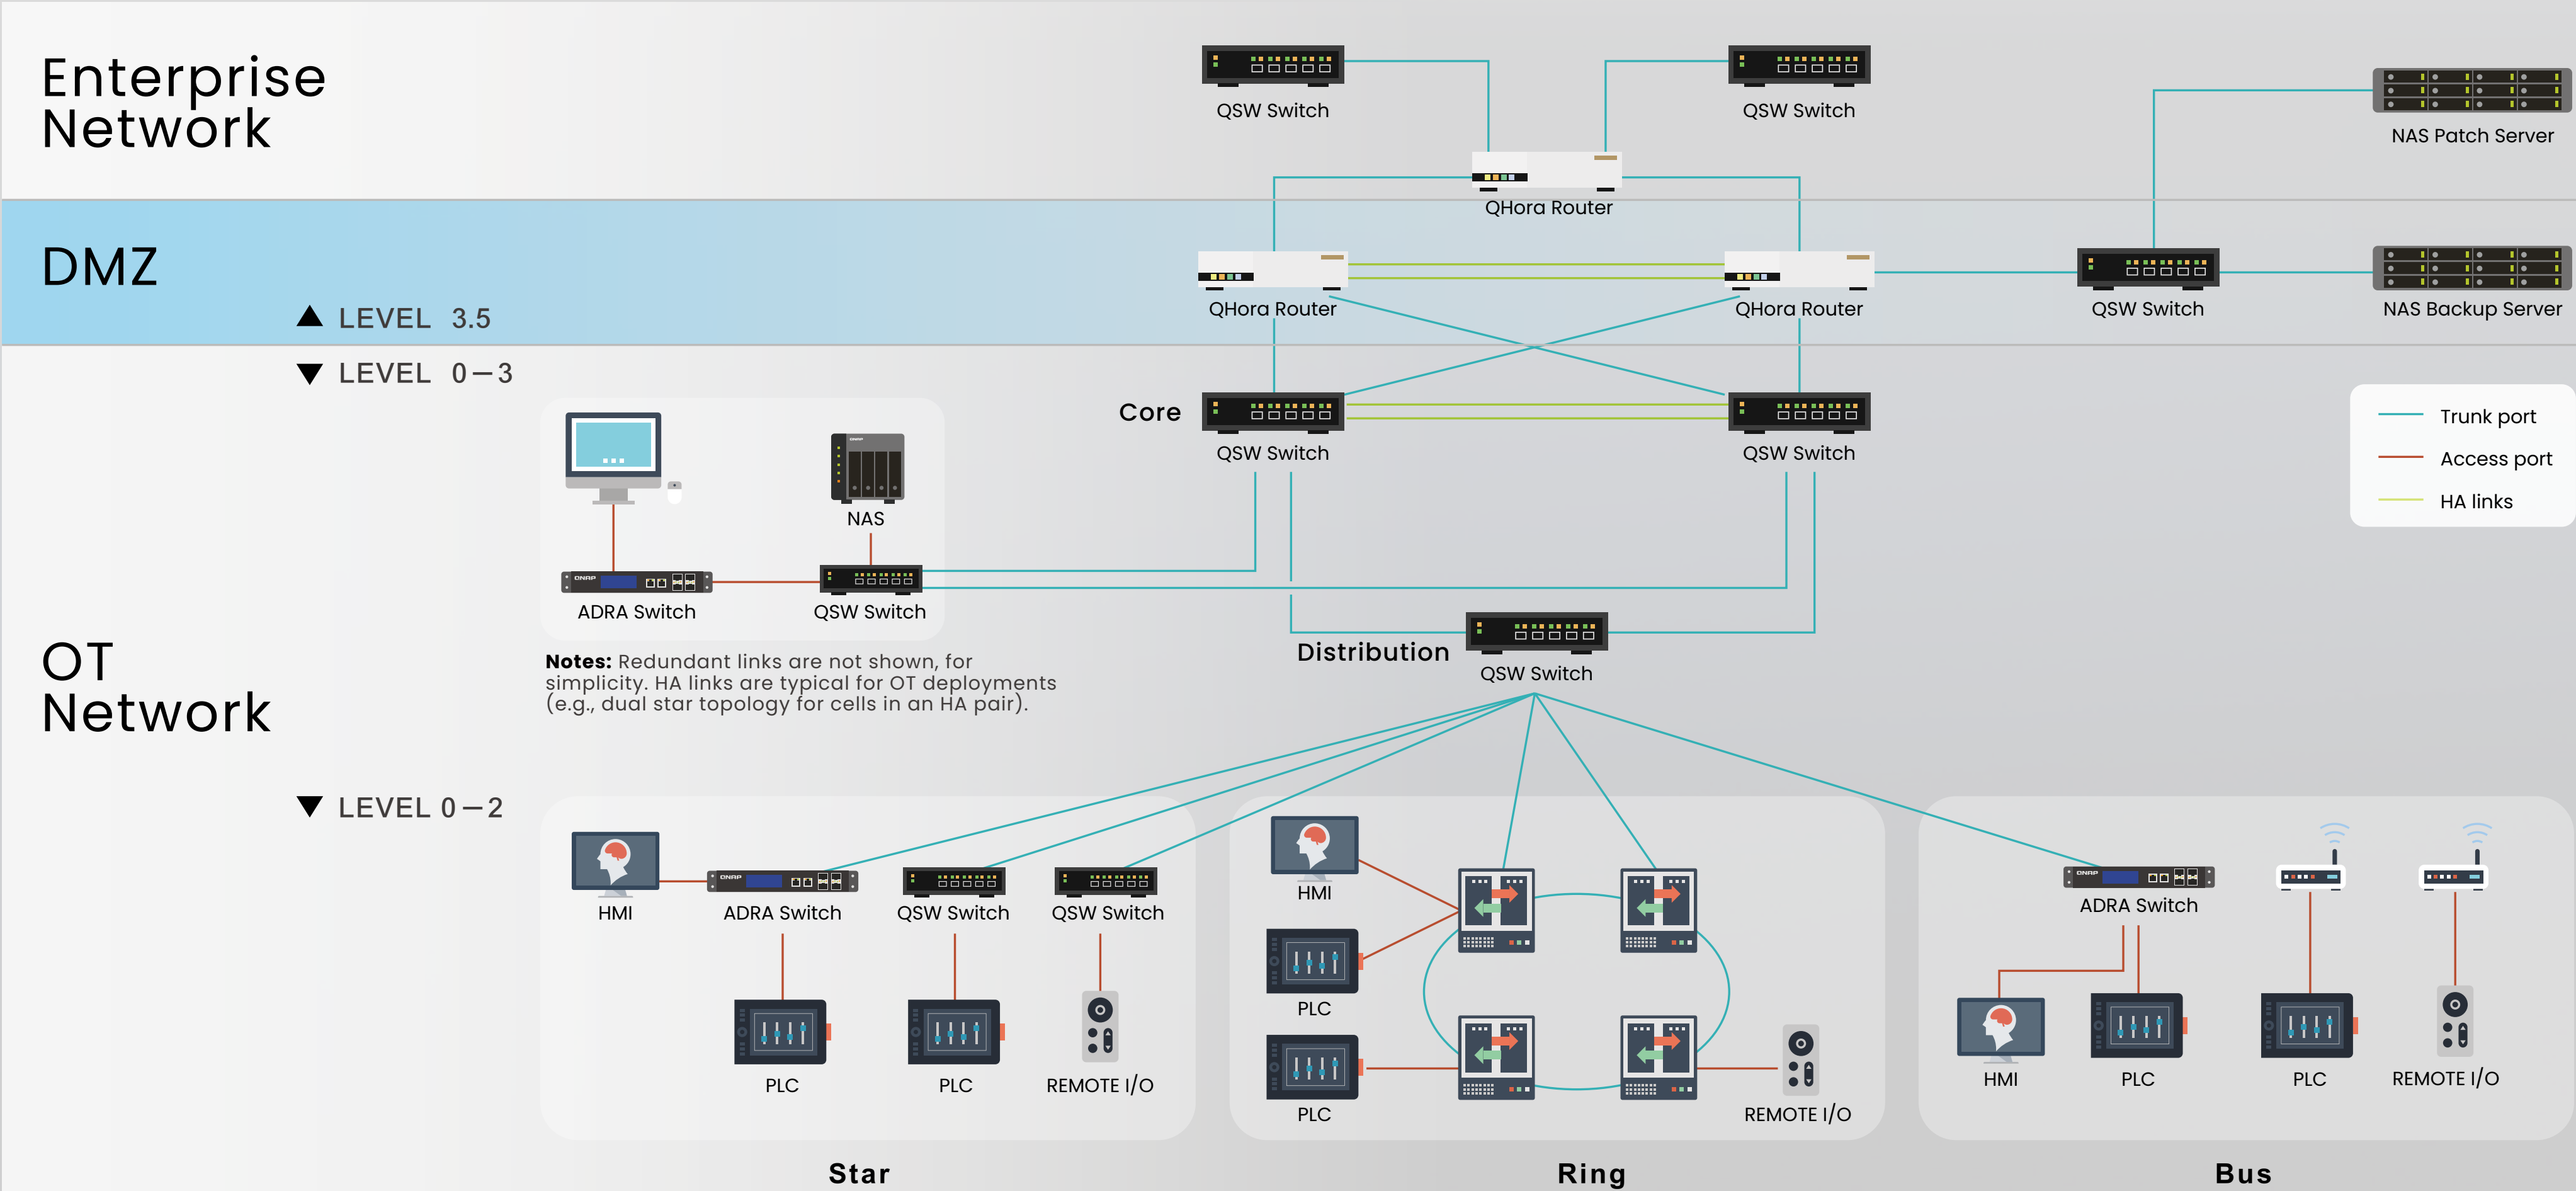 Enterprise
Network
QSW Switch
QSW Switch
NAS Patch Server
QHora Router
DMZ
QHora Router
QHora Router
QSW Switch
NAS Backup Server
▲ LEVEL 3.5
▼ LEVEL 0—3
Core
QSW Switch
QSW Switch
Trunk port
Access port
HA links
QNAP
NAS
QNAP
ADRA Switch
QSW Switch
Distribution
QSW Switch
Notes: Redundant links are not shown, for
simplicity. HA links are typical for OT deployments
(e.g., dual star topology for cells in an HA pair).
OT
Network
▼ LEVEL 0—2
QNAP
HMI
ADRA Switch
QSW Switch
QSW Switch
PLC
PLC
REMOTE I/O
Star
HMI
PLC
PLC
REMOTE I/O
Ring
QNAP
ADRA Switch
HMI
PLC
PLC
REMOTE I/O
Bus